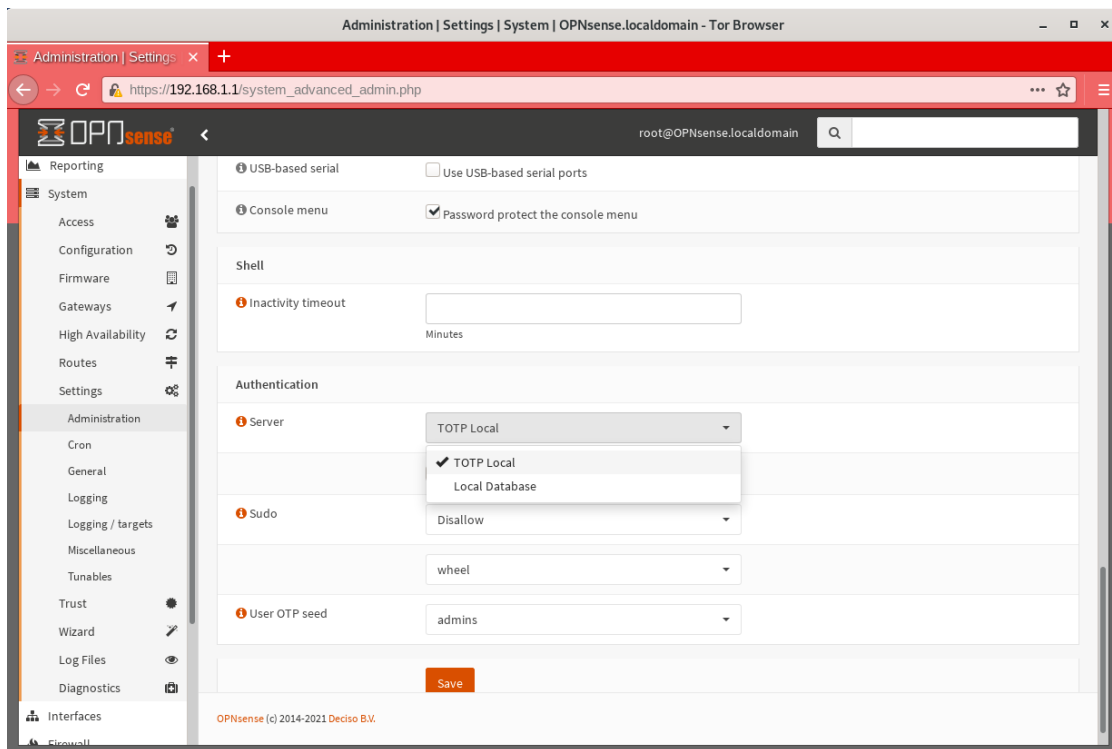 Administration | Settings | System | OPNsense.localdomain - Tor Browser
Administration | Settings
https://192.168.1.1/system_advanced_admin.php
OPNsense
root@OPNsense.localdomain
Reporting
System
Access
Configuration
Firmware
Gateways
High Availability
Routes
Settings
Administration
Cron
General
Logging
Logging / targets
Miscellaneous
Tunables
Trust
Wizard
Log Files
Diagnostics
Interfaces
Firewall
USB-based serial
Use USB-based serial ports
Console menu
Password protect the console menu
Shell
Inactivity timeout
Minutes
Authentication
Server
TOTP Local
TOTP Local
Local Database
Sudo
Disallow
wheel
User OTP seed
admins
Save
OPNsense (c) 2014-2021 Deciso B.V.